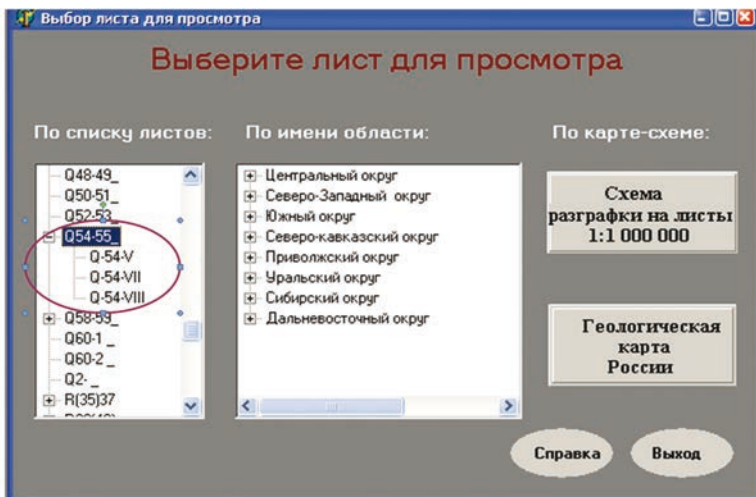 Выбор листа для просмотра
Выберите лист для просмотра
По списку листов:
Q48-49_
Q50-51_
Q52-53_
Q54-55_
Q-54-V
Q-54-VII
Q-54-VIII
Q58-59_
Q60-1 _
Q60-2 _
Q2- _
R(35)37
По имени области:
Центральный округ
Северо-Западный округ
Южный округ
Северо-кавказский округ
Приволжский округ
Уральский округ
Сибирский округ
Дальневосточный округ
По карте-схеме:
Схема
разграфки на листы
1:1 000 000
Геологическая
карта
России
Справка
Выход